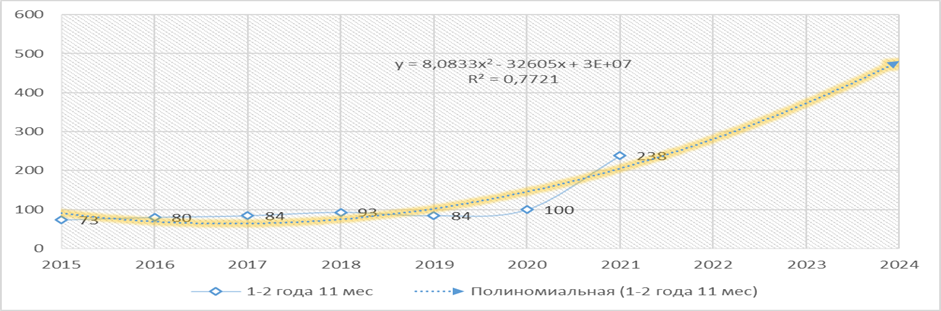 600
500
y = 8,0833x² - 32605x + 3E+07
R² = 0,7721
400
300
238
200
100
73 80 84 93 84 100
0
2015 2016 2017 2018 2019 2020 2021 2022 2023 2024
1-2 года 11 мес Полиномиальная (1-2 года 11 мес)